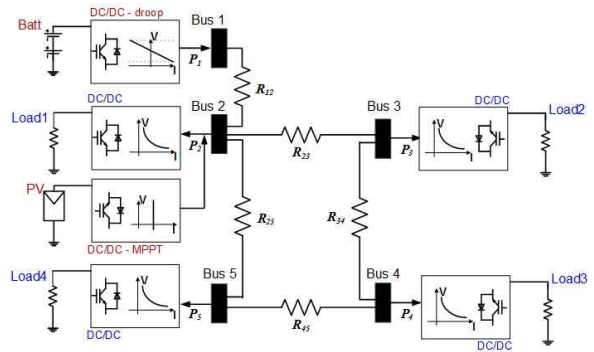 Batt
DC/DC - droop
V
I
P1
Bus 1
R12
Load1
DC/DC
V
I
P2
Bus 2
R23
Bus 3
P3
DC/DC
V
I
Load2
PV
V
I
DC/DC - MPPT
R25
R34
Load4
V
I
DC/DC
P5
Bus 5
R45
Bus 4
P4
V
I
DC/DC
Load3